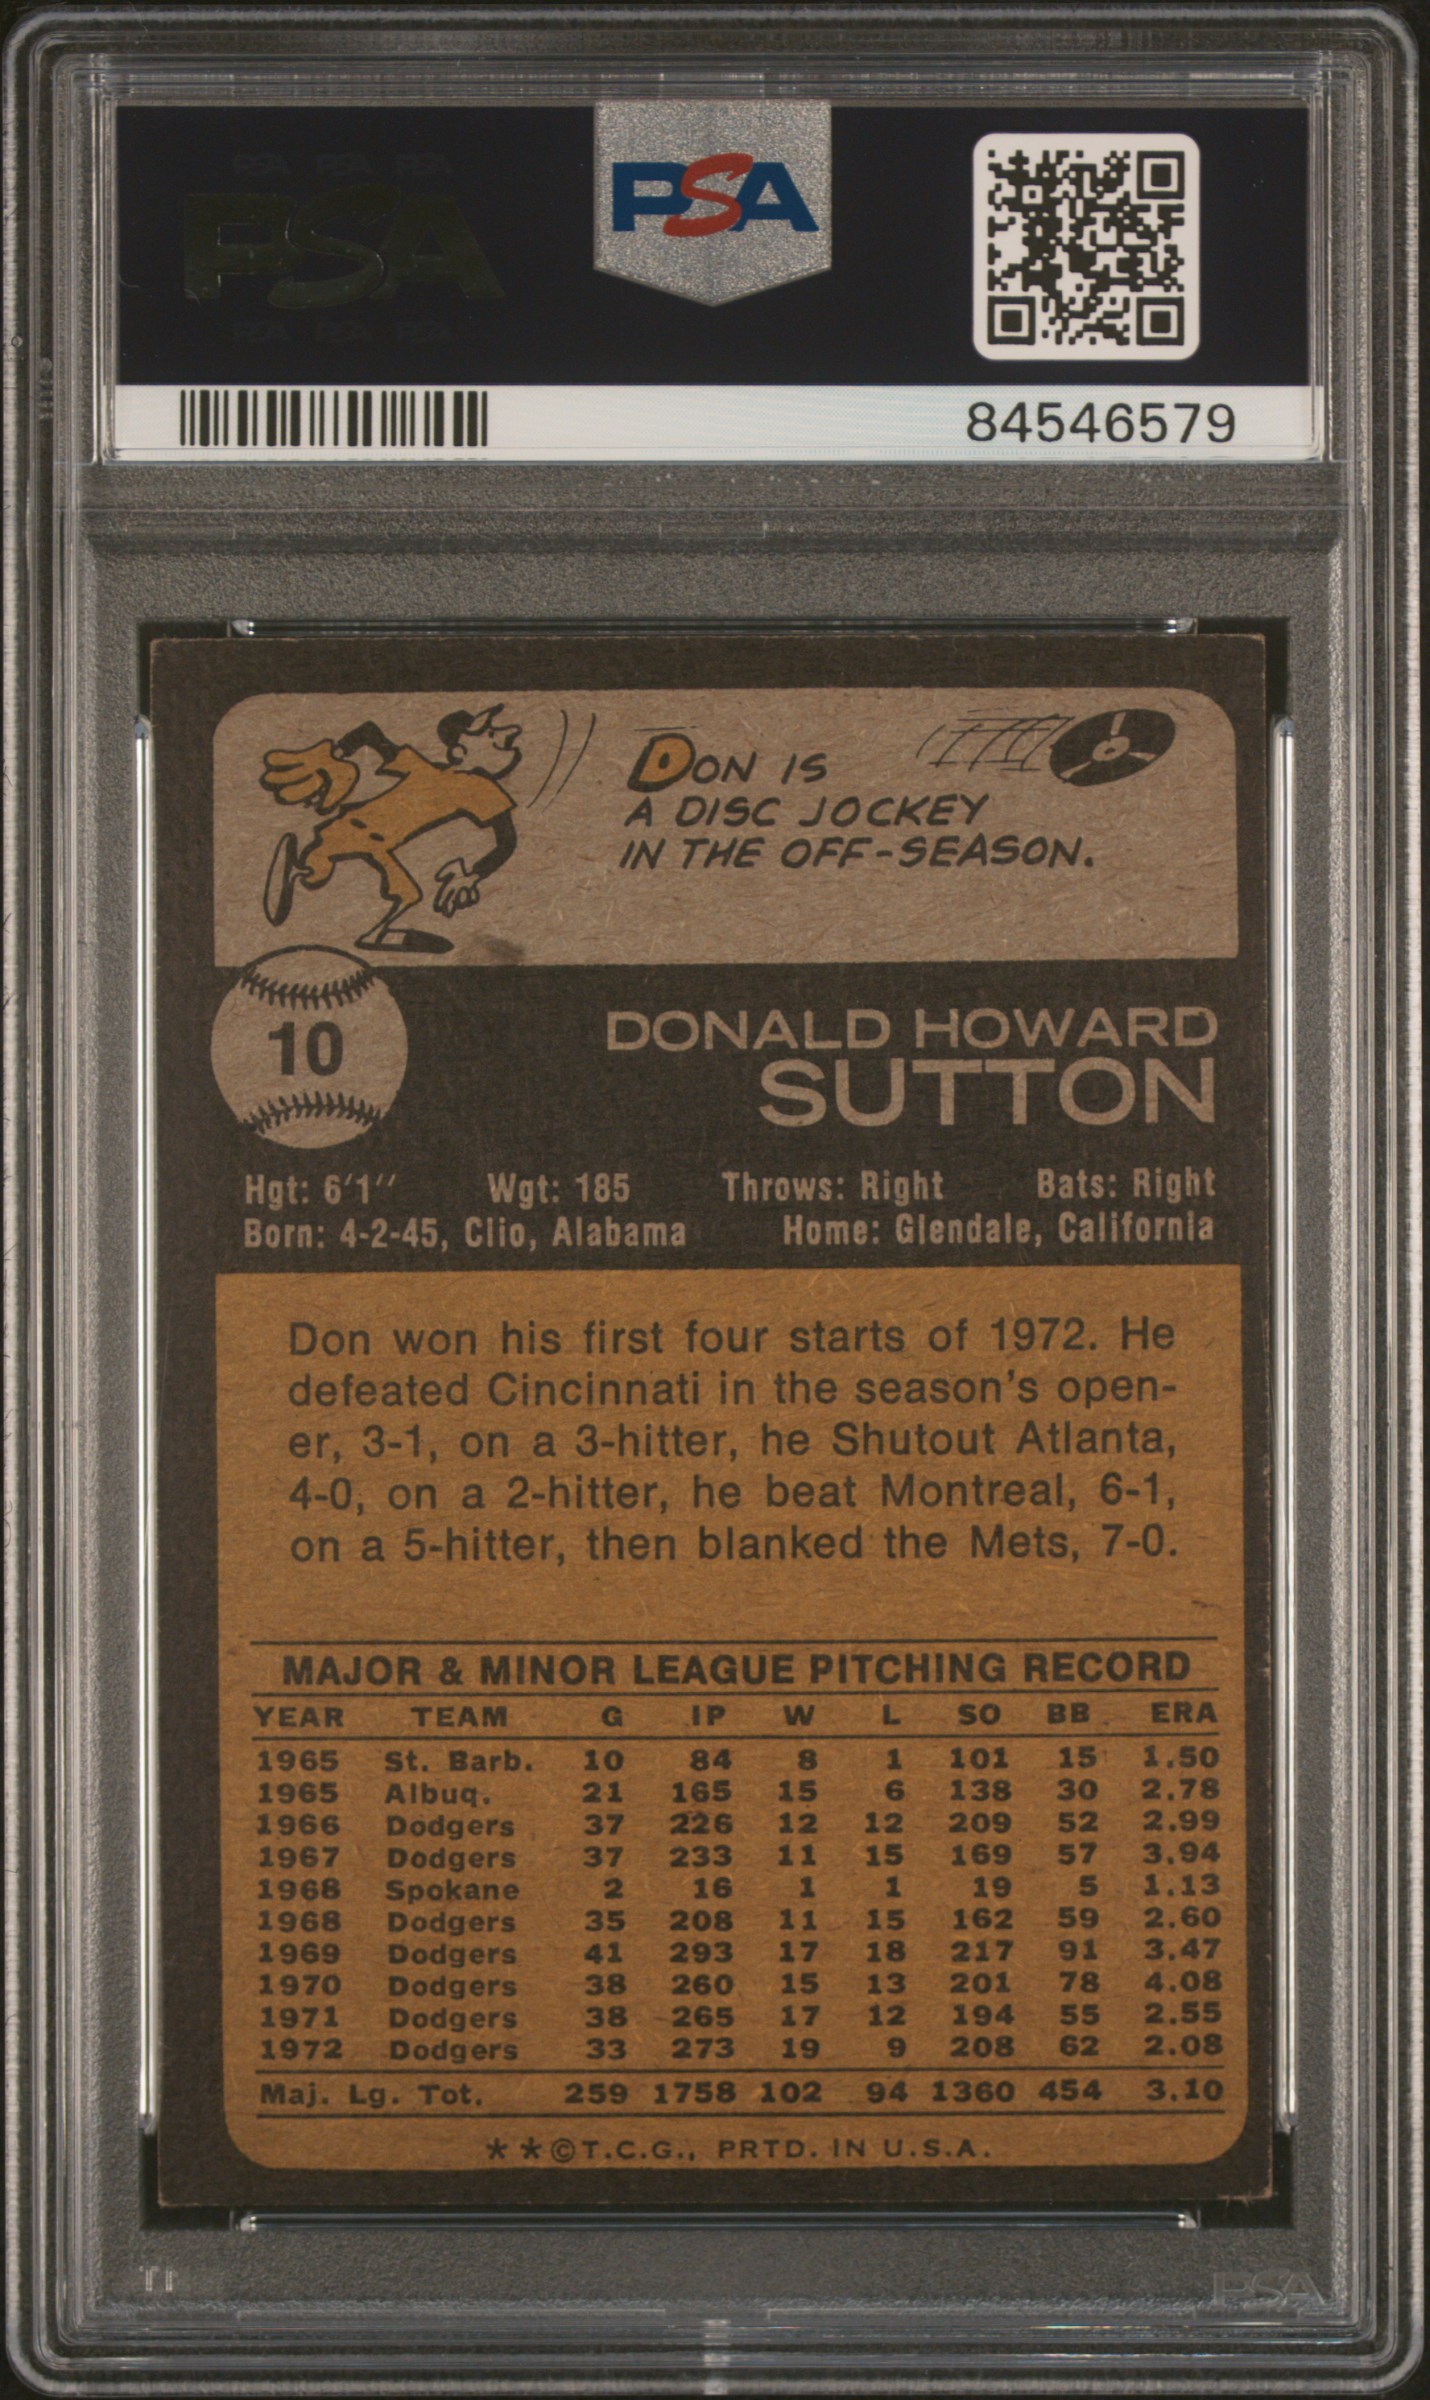 PSA PSA PSA
PSA
PSA PSA PSA
PSA
84546579
DON IS
A DISC JOCKEY
IN THE OFF-SEASON.
10
DONALD HOWARD
SUTTON
Hgt: 6'1'' Wgt: 185 Throws: Right Bats: Right
Born: 4-2-45, Clio, Alabama Home: Glendale, California
Don won his first four starts of 1972. He
defeated Cincinnati in the season's open-
er, 3-1, on a 3-hitter, he Shutout Atlanta,
4-0, on a 2-hitter, he beat Montreal, 6-1,
on a 5-hitter, then blanked the Mets, 7-0.
MAJOR & MINOR LEAGUE PITCHING RECORD
YEAR TEAM G IP W L SO BB ERA
1965 St. Barb. 10 84 8 1 101 15 1.50
1965 Albuq. 21 165 15 6 138 30 2.78
1966 Dodgers 37 226 12 12 209 52 2.99
1967 Dodgers 37 233 11 15 169 57 3.94
1968 Spokane 2 16 1 1 19 5 1.13
1968 Dodgers 35 208 11 15 162 59 2.60
1969 Dodgers 41 293 17 18 217 91 3.47
1970 Dodgers 38 260 15 13 201 78 4.08
1971 Dodgers 38 265 17 12 194 55 2.55
1972 Dodgers 33 273 19 9 208 62 2.08
Maj. Lg. Tot. 259 1758 102 94 1360 454 3.10
**©T.C.G., PRTD. IN U.S.A.
PSA